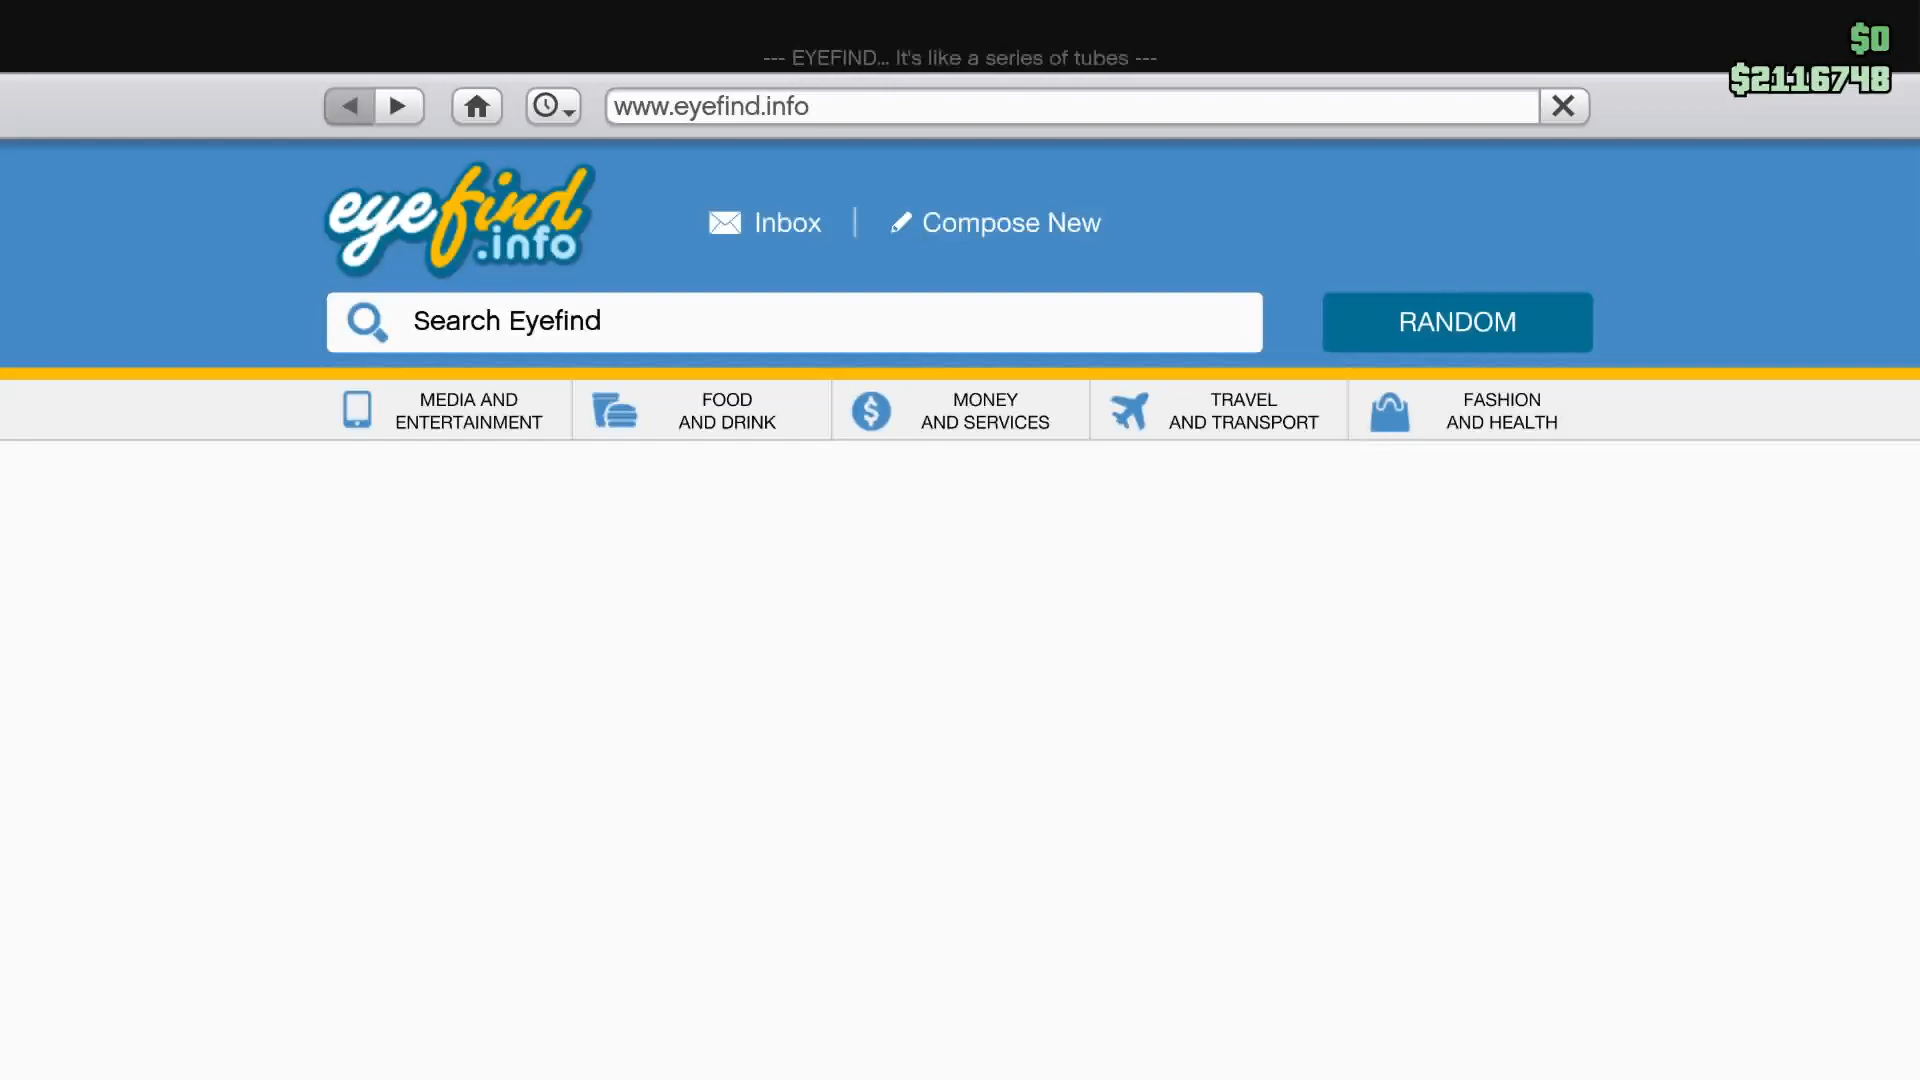 --- EYEFIND... It's like a series of tubes ---
$0
$2116748
www.eyefind.info
eyefind
.info
Inbox
Compose New
Search Eyefind
RANDOM
MEDIA AND
ENTERTAINMENT
FOOD
AND DRINK
MONEY
AND SERVICES
TRAVEL
AND TRANSPORT
FASHION
AND HEALTH